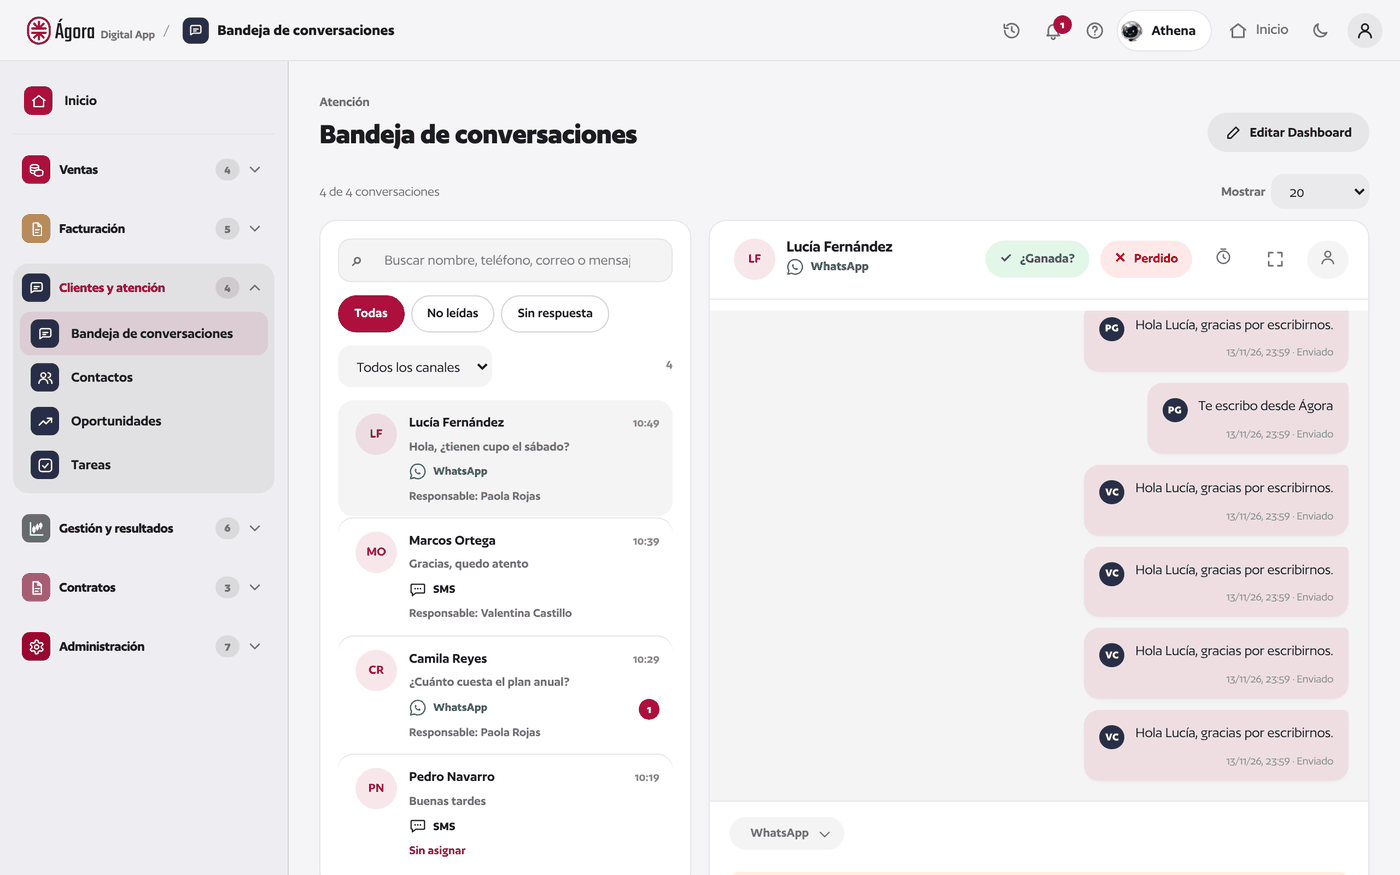 Ágora Digital App / Bandeja de conversaciones
1
Athena
Inicio
Inicio
Ventas 4
Facturación 5
Clientes y atención 4
Bandeja de conversaciones
Contactos
Oportunidades
Tareas
Gestión y resultados 6
Contratos 3
Administración 7
Atención
Bandeja de conversaciones
Editar Dashboard
4 de 4 conversaciones
Mostrar 20
Buscar nombre, teléfono, correo o mensaj
Todas No leídas Sin respuesta
Todos los canales 4
LF Lucía Fernández 10:49
Hola, ¿tienen cupo el sábado?
WhatsApp
Responsable: Paola Rojas
MO Marcos Ortega 10:39
Gracias, quedo atento
SMS
Responsable: Valentina Castillo
CR Camila Reyes 10:29
¿Cuánto cuesta el plan anual?
WhatsApp 1
Responsable: Paola Rojas
PN Pedro Navarro 10:19
Buenas tardes
SMS
Sin asignar
LF Lucía Fernández
WhatsApp
¿Ganada? Perdido
PG Hola Lucía, gracias por escribirnos.
13/11/26, 23:59 · Enviado
PG Te escribo desde Ágora
13/11/26, 23:59 · Enviado
VC Hola Lucía, gracias por escribirnos.
13/11/26, 23:59 · Enviado
VC Hola Lucía, gracias por escribirnos.
13/11/26, 23:59 · Enviado
VC Hola Lucía, gracias por escribirnos.
13/11/26, 23:59 · Enviado
VC Hola Lucía, gracias por escribirnos.
13/11/26, 23:59 · Enviado
WhatsApp